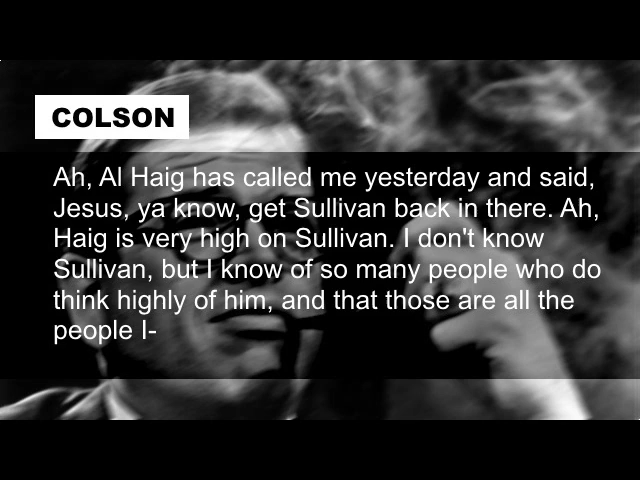 COLSON
Ah, Al Haig has called me yesterday and said,
Jesus, ya know, get Sullivan back in there. Ah,
Haig is very high on Sullivan. I don't know
Sullivan, but I know of so many people who do
think highly of him, and that those are all the
people I-